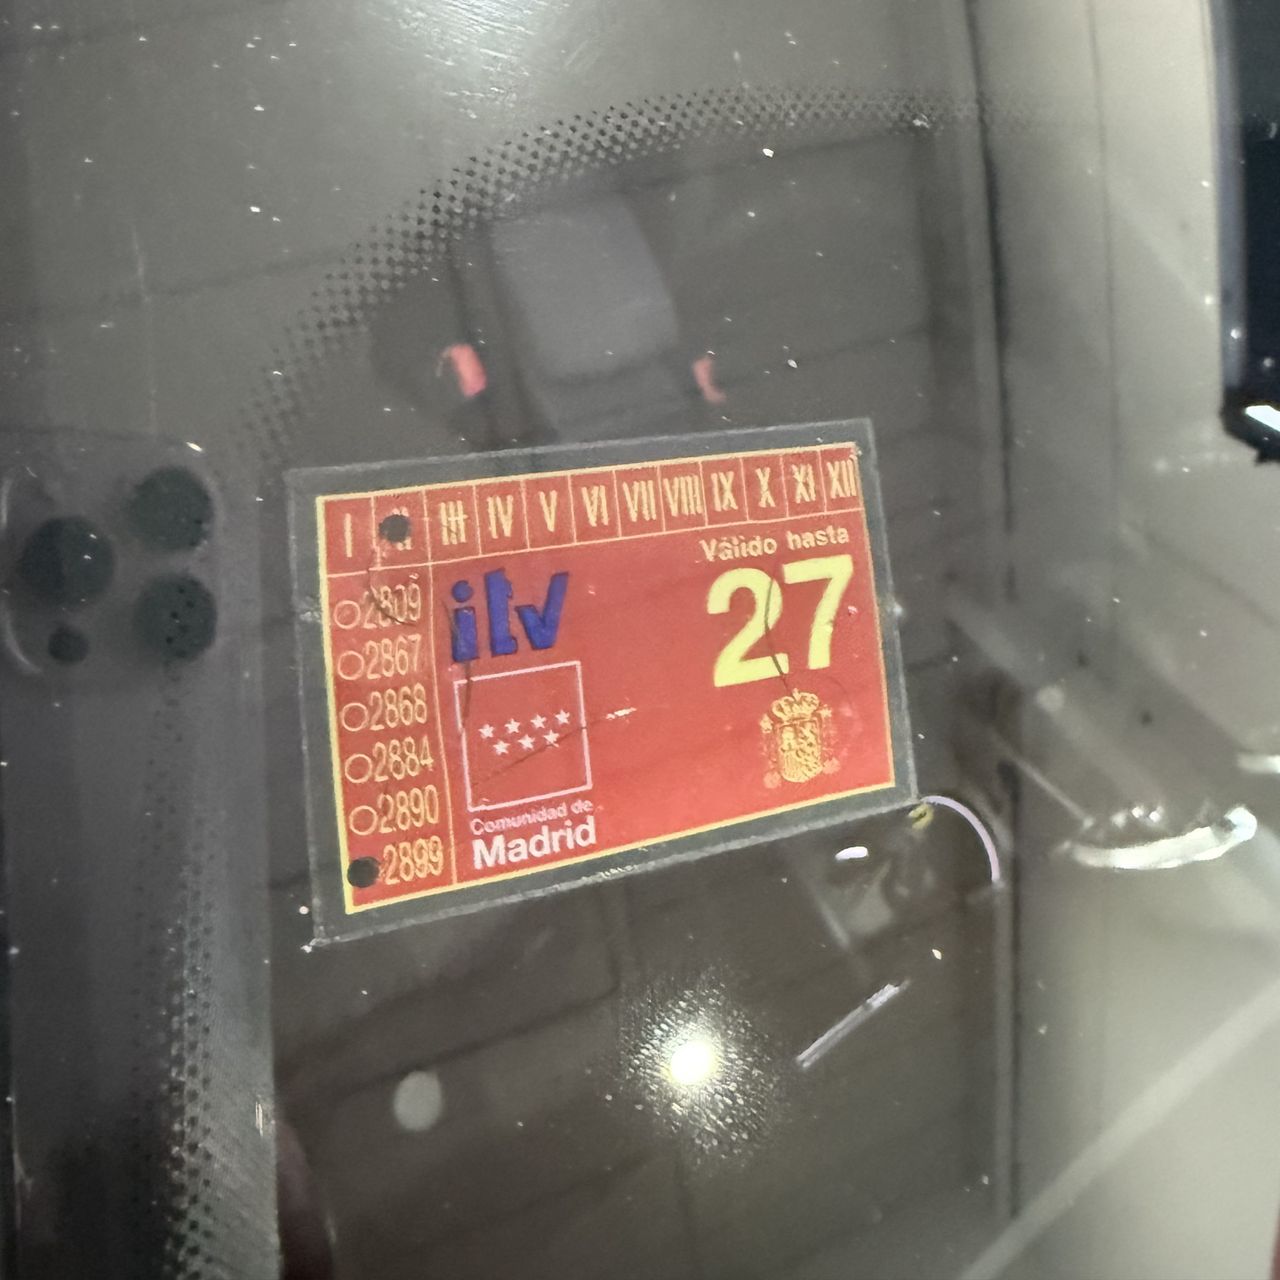 I II III IV V VI VII VIII IX X XI XII
Válido hasta
27
itv
2809
2867
2868
2884
2890
2899
Comunidad de
Madrid